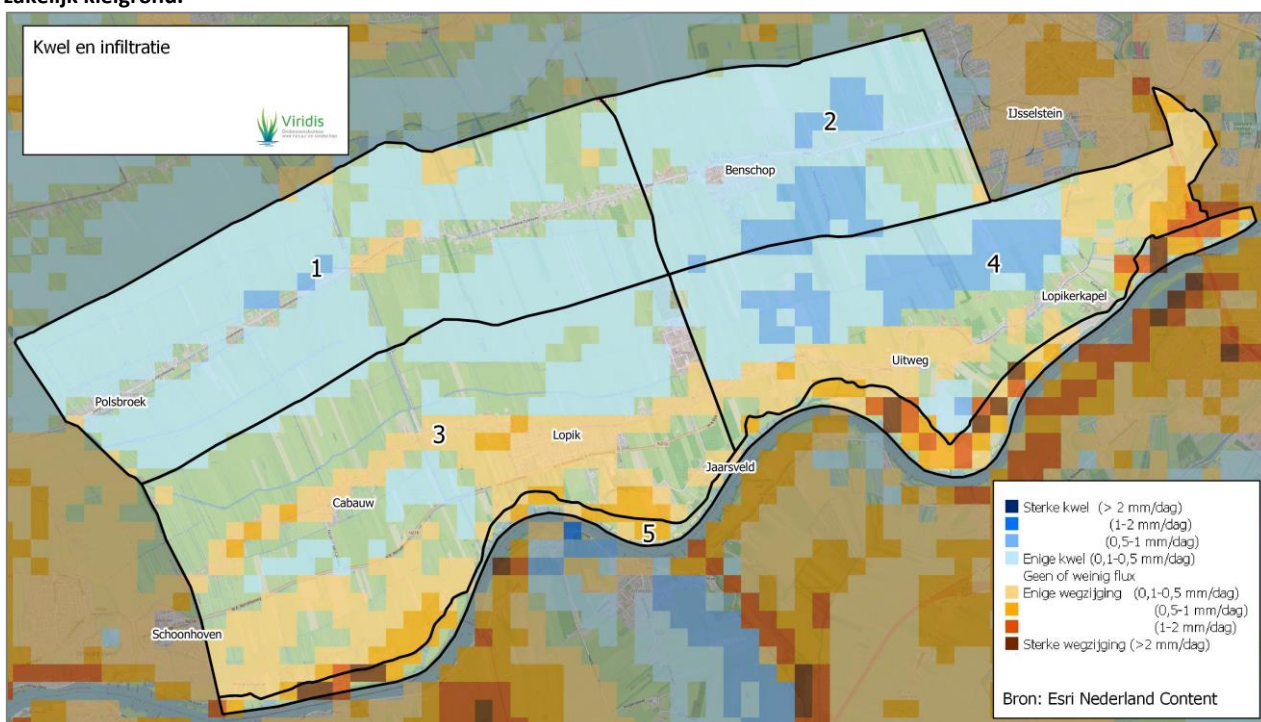 zakelijk kleigrond.
Kwel en infiltratie
Viridis
IJsselstein
2
Benschop
1
4
Lopikerkapel
Uitweg
Polsbroek
3
Lopik
Jaarsveld
Cabauw
5
Schoonhoven
Sterke kwel (> 2 mm/dag)
(1-2 mm/dag)
(0,5-1 mm/dag)
Enige kwel (0,1-0,5 mm/dag)
Geen of weinig flux
Enige wegzijging (0,1-0,5 mm/dag)
(0,5-1 mm/dag)
(1-2 mm/dag)
Sterke wegzijging (>2 mm/dag)
Bron: Esri Nederland Content